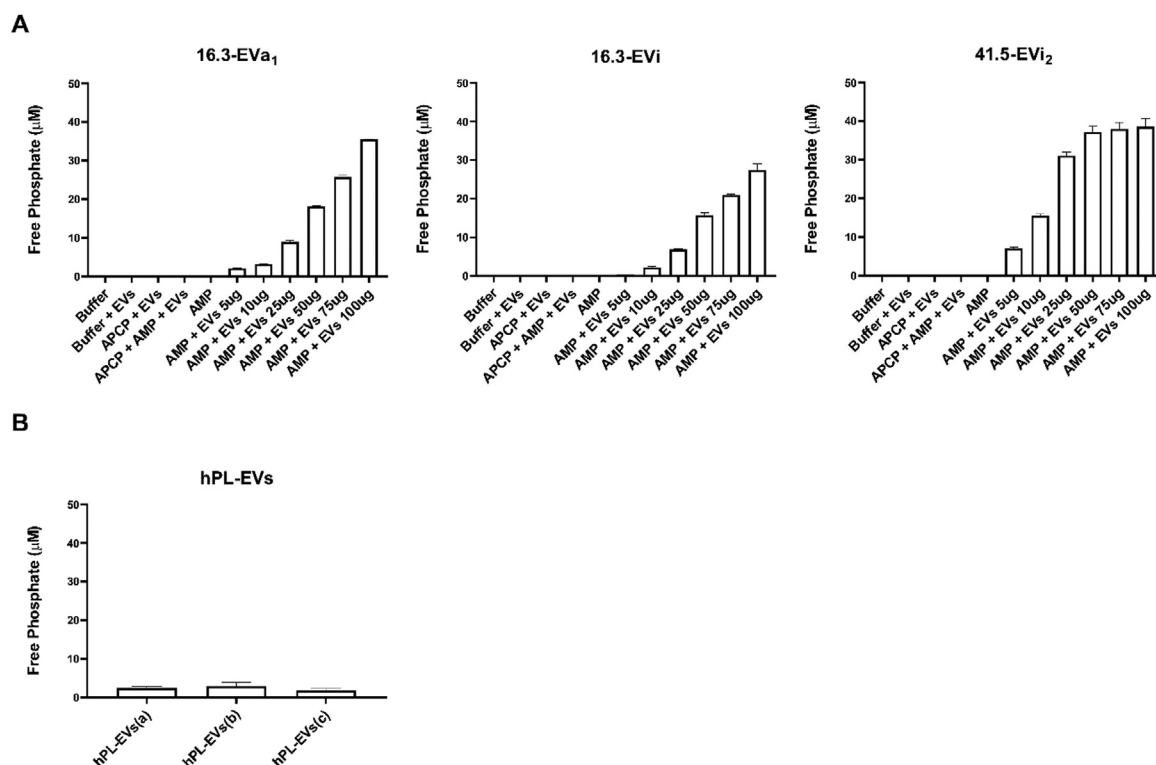 A
16.3-EVa₁
Free Phosphate (μM)
50
40
30
20
10
0
Buffer
Buffer + EVs
APCP + EVs
APCP + AMP + EVs
AMP
AMP + EVs 5ug
AMP + EVs 10ug
AMP + EVs 25ug
AMP + EVs 50ug
AMP + EVs 75ug
AMP + EVs 100ug
16.3-EVi
Free Phosphate (μM)
50
40
30
20
10
0
Buffer
Buffer + EVs
APCP + EVs
APCP + AMP + EVs
AMP
AMP + EVs 5ug
AMP + EVs 10ug
AMP + EVs 25ug
AMP + EVs 50ug
AMP + EVs 75ug
AMP + EVs 100ug
41.5-EVi₂
Free Phosphate (μM)
50
40
30
20
10
0
Buffer
Buffer + EVs
APCP + EVs
APCP + AMP + EVs
AMP
AMP + EVs 5ug
AMP + EVs 10ug
AMP + EVs 25ug
AMP + EVs 50ug
AMP + EVs 75ug
AMP + EVs 100ug
B
hPL-EVs
Free Phosphate (μM)
50
40
30
20
10
0
hPL-EVs(a)
hPL-EVs(b)
hPL-EVs(c)